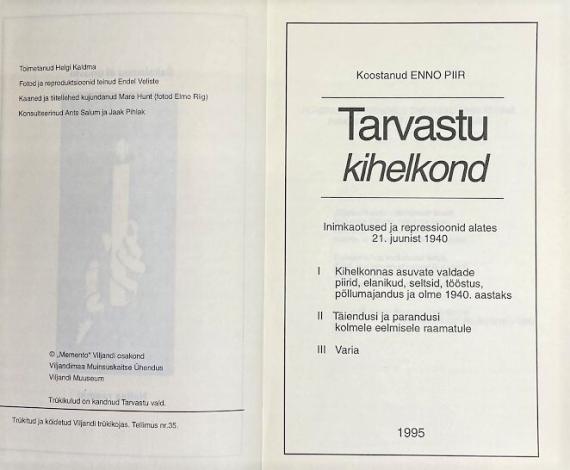 Toimetanud Helgi Kaldma
Fotod ja reproduktsioonid teinud Endel Veliste
Kaaned ja tiitellehed kujundanud Mare Hunt (fotod Elmo Riig)
Konsulteerinud Ants Salum ja Jaak Pihlak
© „Memento" Viljandi osakond
Viljandimaa Muinsuskaitse Ühendus
Viljandi Muuseum
Trükikulud on kandnud Tarvastu vald.
Trükitud ja köidetud Viljandi trükikojas. Tellimus nr.35.
Koostanud ENNO PIIR
Tarvastu
kihelkond
Inimkaotused ja repressioonid alates
21. juunist 1940
I Kihelkonnas asuvate valdade
piirid, elanikud, seltsid, tööstus,
põllumajandus ja olme 1940. aastaks
II Täiendusi ja parandusi
kolmele eelmisele raamatule
III Varia
1995